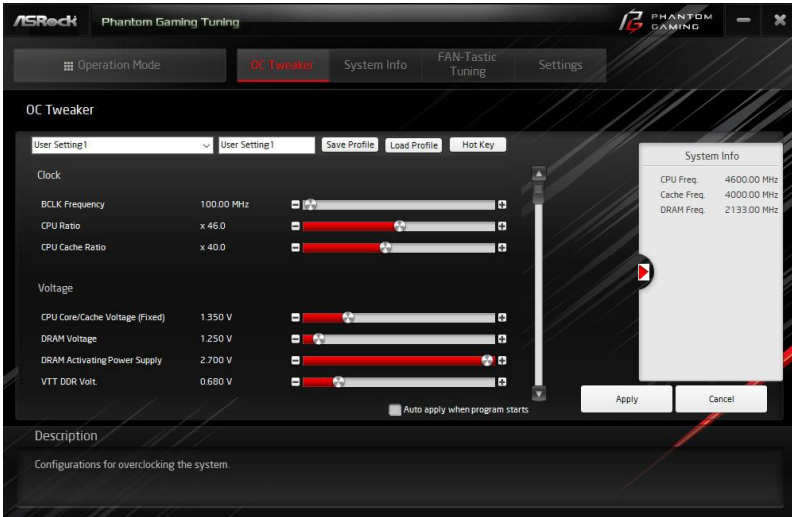 ASRock Phantom Gaming Tuning PHANTOM GAMING
Operation Mode OC Tweaker System Info FAN-Tastic Tuning Settings
OC Tweaker
User Setting1 User Setting1 Save Profile Load Profile Hot Key
System Info
Clock
CPU Freq. 4600.00 MHz
Cache Freq. 4000.00 MHz
DRAM Freq. 2133.00 MHz
BCLK Frequency 100.00 MHz
CPU Ratio x 46.0
CPU Cache Ratio x 40.0
Voltage
CPU Core/Cache Voltage (Fixed) 1.350 V
DRAM Voltage 1.250 V
DRAM Activating Power Supply 2.700 V
VTT DDR Volt. 0.680 V
Auto apply when program starts
Apply Cancel
Description
Configurations for overclocking the system.